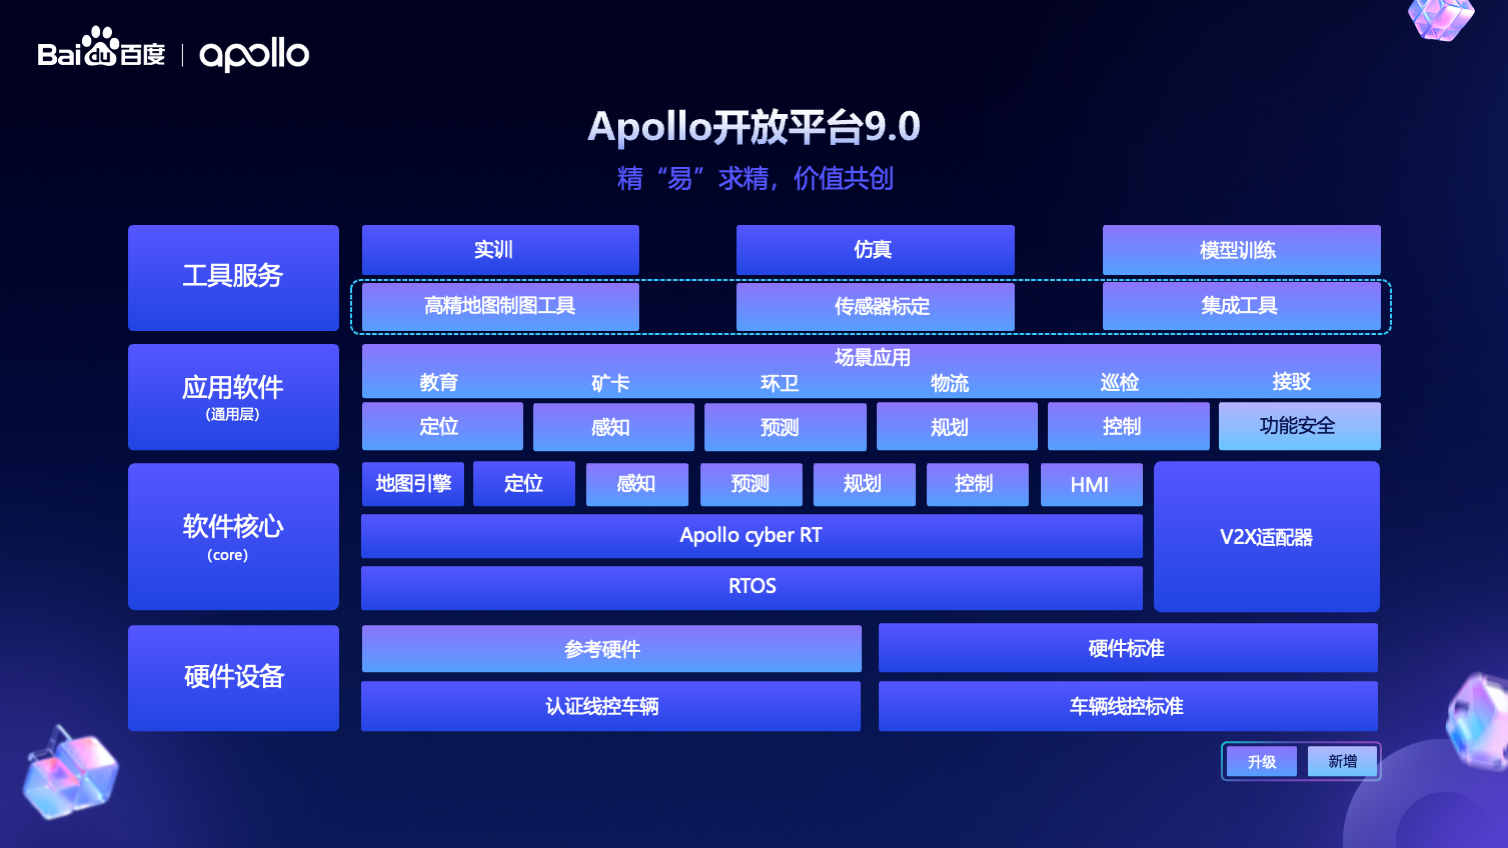 Baidu百度 | apollo
Apollo开放平台9.0
精“易”求精，价值共创
工具服务
实训
仿真
模型训练
高精地图制图工具
传感器标定
集成工具
应用软件
（通用层）
场景应用
教育
矿卡
环卫
物流
巡检
接驳
定位
感知
预测
规划
控制
功能安全
软件核心
（core）
地图引擎
定位
感知
预测
规划
控制
HMI
Apollo cyber RT
RTOS
V2X适配器
硬件设备
参考硬件
硬件标准
认证线控车辆
车辆线控标准
升级
新增